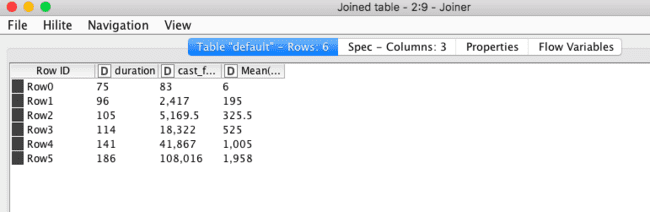 Joined table - 2:9 - Joiner
File Hilite Navigation View
Table "default" - Rows: 6 Spec - Columns: 3 Properties Flow Variables
Row ID D duration D cast_f... D Mean(...
Row0 75 83 6
Row1 96 2,417 195
Row2 105 5,169.5 325.5
Row3 114 18,322 525
Row4 141 41,867 1,005
Row5 186 108,016 1,958